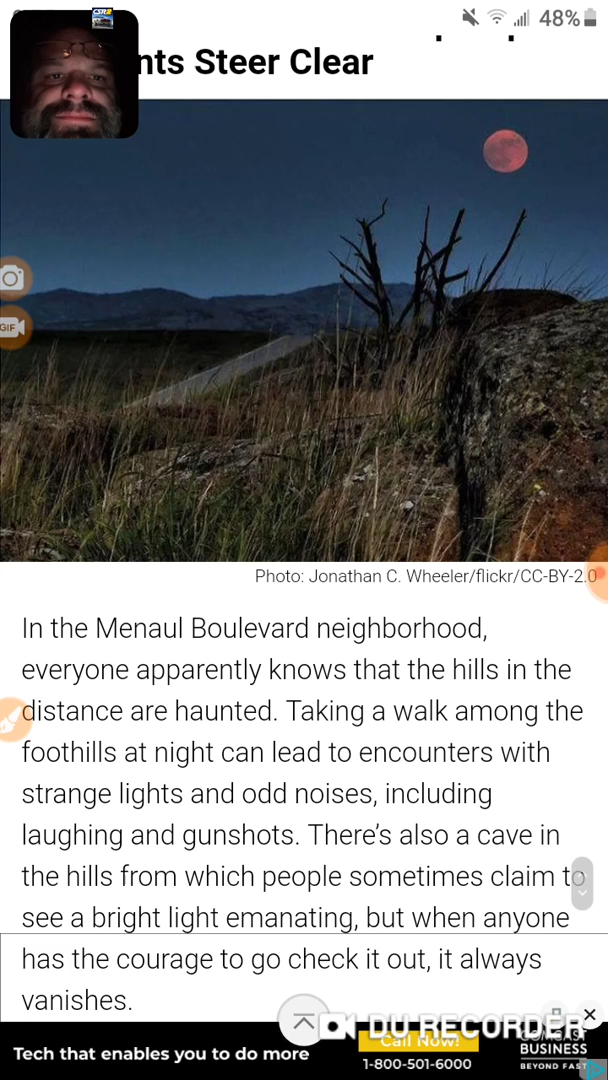 CSR2
48%
nts Steer Clear
GIF
Photo: Jonathan C. Wheeler/flickr/CC-BY-2.0
In the Menaul Boulevard neighborhood,
everyone apparently knows that the hills in the
distance are haunted. Taking a walk among the
foothills at night can lead to encounters with
strange lights and odd noises, including
laughing and gunshots. There's also a cave in
the hills from which people sometimes claim to
see a bright light emanating, but when anyone
has the courage to go check it out, it always
vanishes.
DU RECORDER
Tech that enables you to do more
Call Now!
1-800-501-6000
COMCAST
BUSINESS
BEYOND FAST